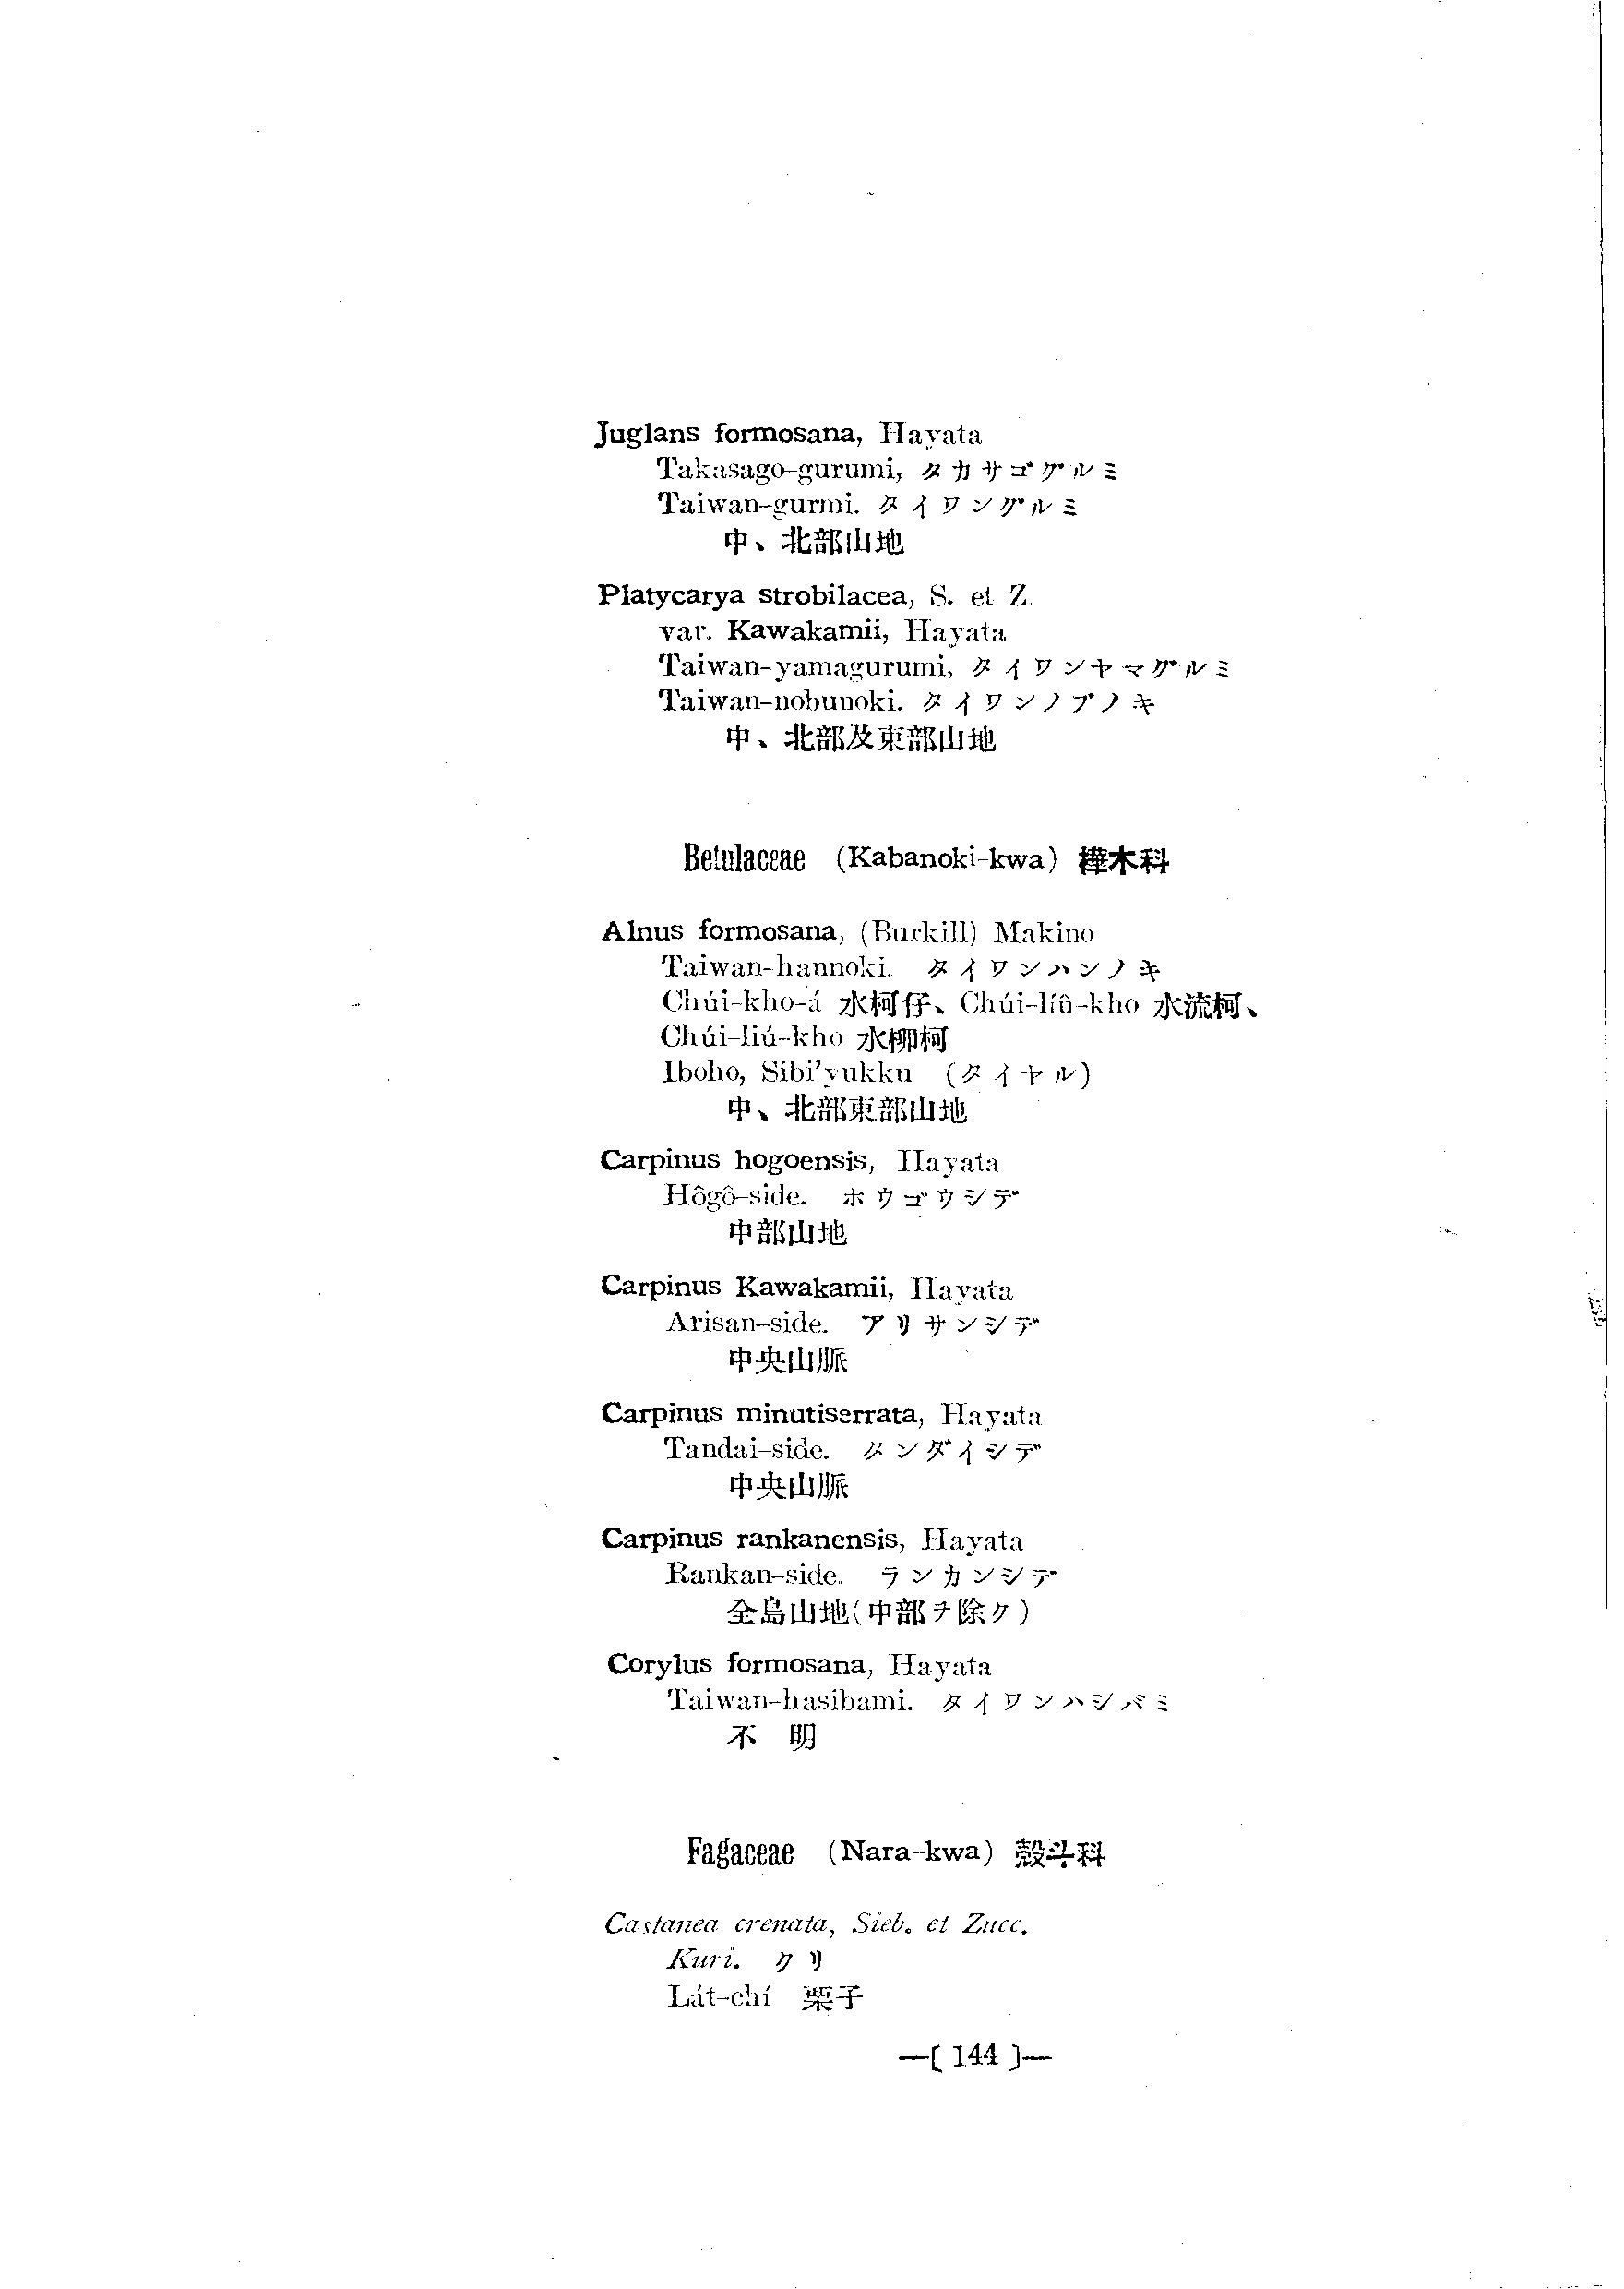 Juglans formosana, Hayata
Takasago-gurumi, タカサゴグルミ
Taiwan-gurmi. タイワングルミ
中、北部山地
Platycarya strobilacea, S. et Z.
var. Kawakamii, Hayata
Taiwan-yamagurumi, タイワンヤマグルミ
Taiwan-nobunoki. タイワンノブノキ
中、北部及東部山地
Betulaceae (Kabanoki-kwa) 樺木科
Alnus formosana, (Burkill) Makino
Taiwan-hannoki. タイワンハンノキ
Chúi-kho-á 水柯仔、Chúi-liû-kho 水流柯、
Chúi-liú-kho 水柳柯
Iboho, Sibi'yukku (タイヤル)
中、北部東部山地
Carpinus hogoensis, Hayata
Hôgô-side. ホウゴウシデ
中部山地
Carpinus Kawakamii, Hayata
Arisan-side. アリサンシデ
中央山脈
Carpinus minutiserrata, Hayata
Tandai-side. タンダイシデ
中央山脈
Carpinus rankanensis, Hayata
Rankan-side. ランカンシデ
全島山地(中部ヲ除ク)
Corylus formosana, Hayata
Taiwan-hasibami. タイワンハシバミ
不 明
Fagaceae (Nara-kwa) 殼斗科
Castanea crenata, Sieb. et Zucc.
Kuri. クリ
Lát-chí 栗子
—[ 144 ]—